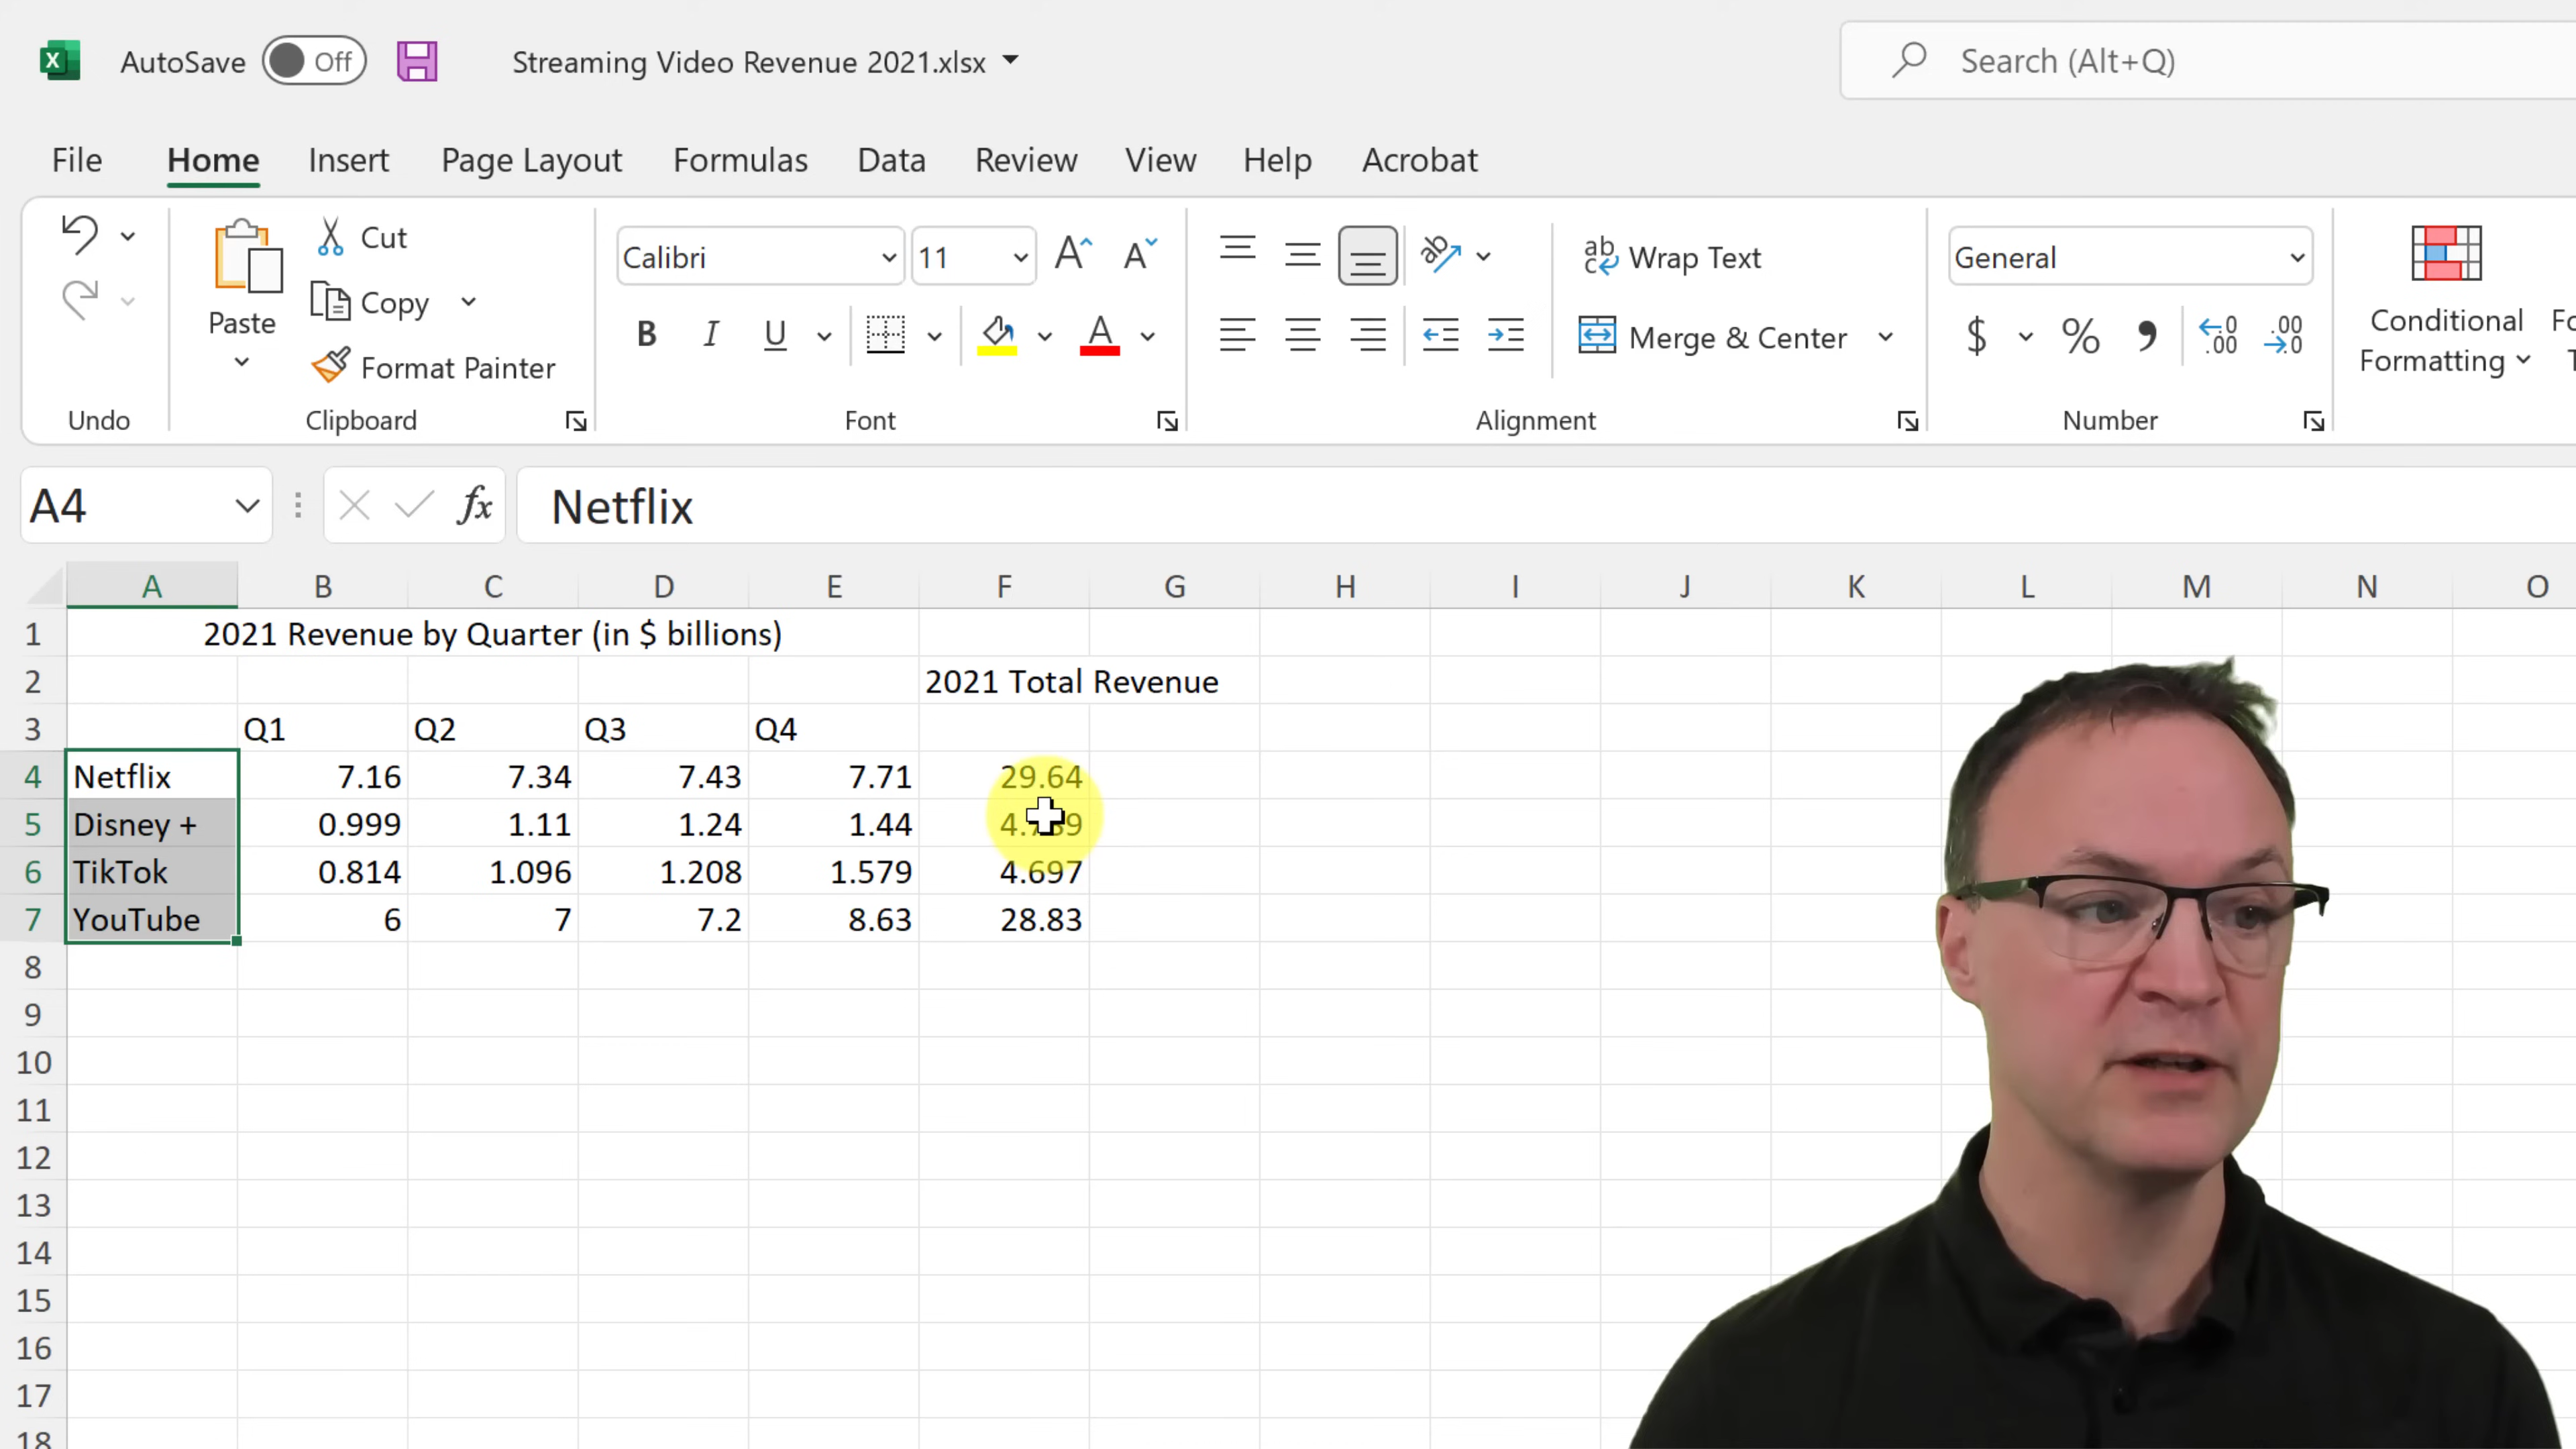 AutoSave Off Streaming Video Revenue 2021.xlsx Search (Alt+Q)
File Home Insert Page Layout Formulas Data Review View Help Acrobat
Cut
Copy
Format Painter
Paste
Undo Clipboard
Calibri 11
B I U A
Font
Wrap Text
Merge & Center
Alignment
General
$ % 9 .00 .00
Number
Conditional
Formatting
A4 fx Netflix
A B C D E F G H I J K L M N O
1 2021 Revenue by Quarter (in $ billions)
2 2021 Total Revenue
3 Q1 Q2 Q3 Q4
4 Netflix 7.16 7.34 7.43 7.71 29.64
5 Disney + 0.999 1.11 1.24 1.44
6 TikTok 0.814 1.096 1.208 1.579 4.697
7 YouTube 6 7 7.2 8.63 28.83
8
9
10
11
12
13
14
15
16
17
18